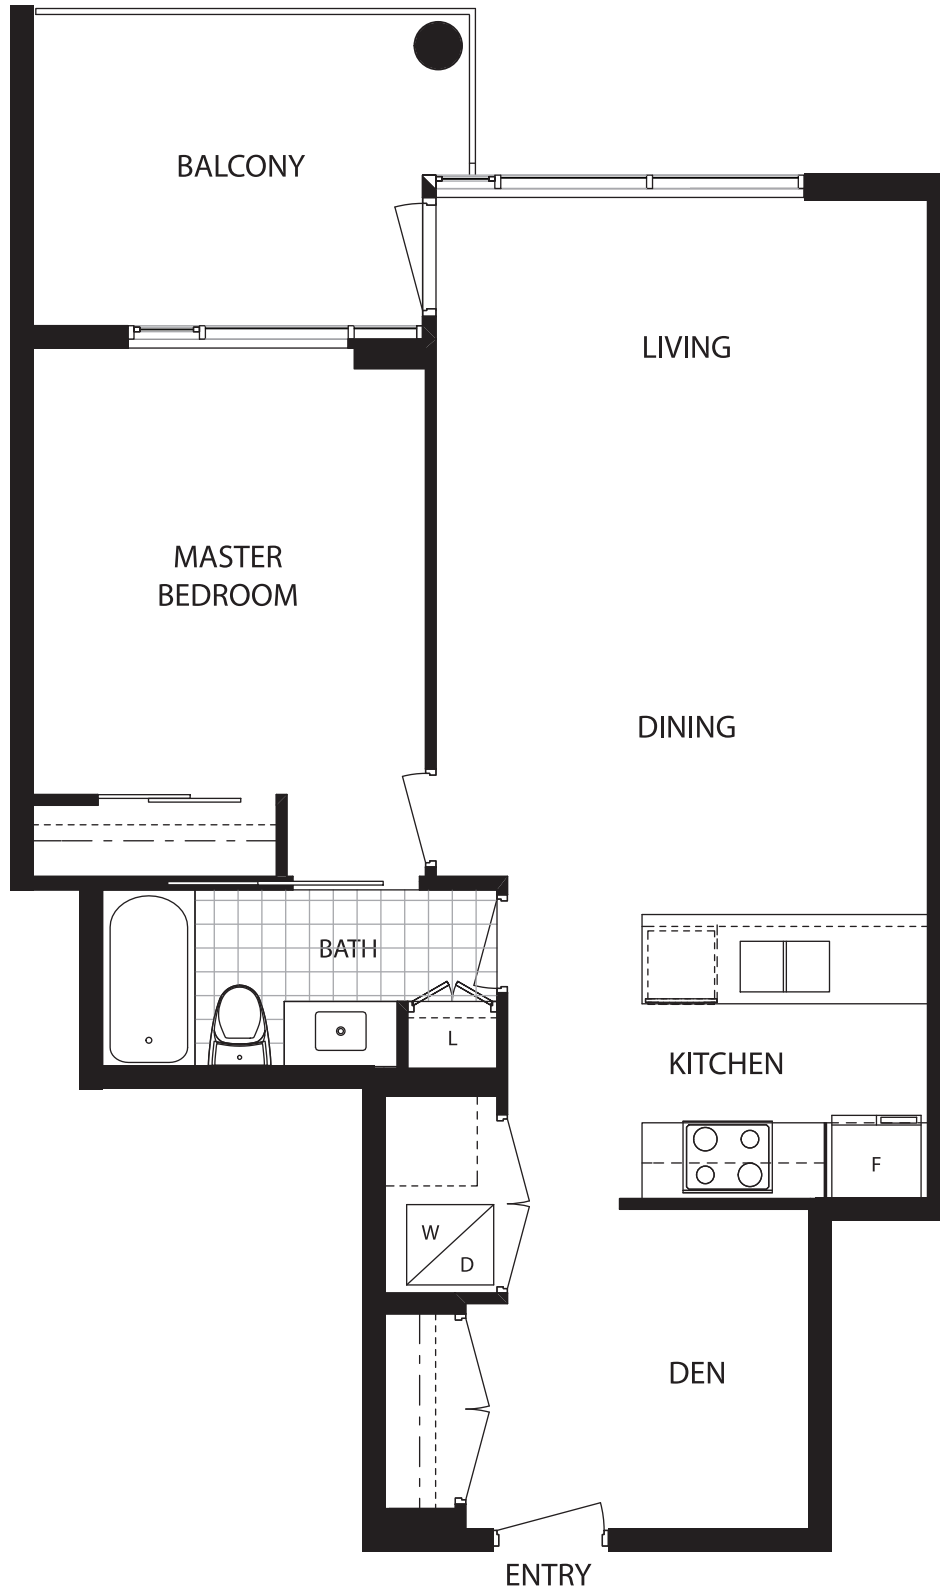 BALCONY
LIVING
MASTER
BEDROOM
DINING
BATH
L
KITCHEN
F
W
D
DEN
ENTRY